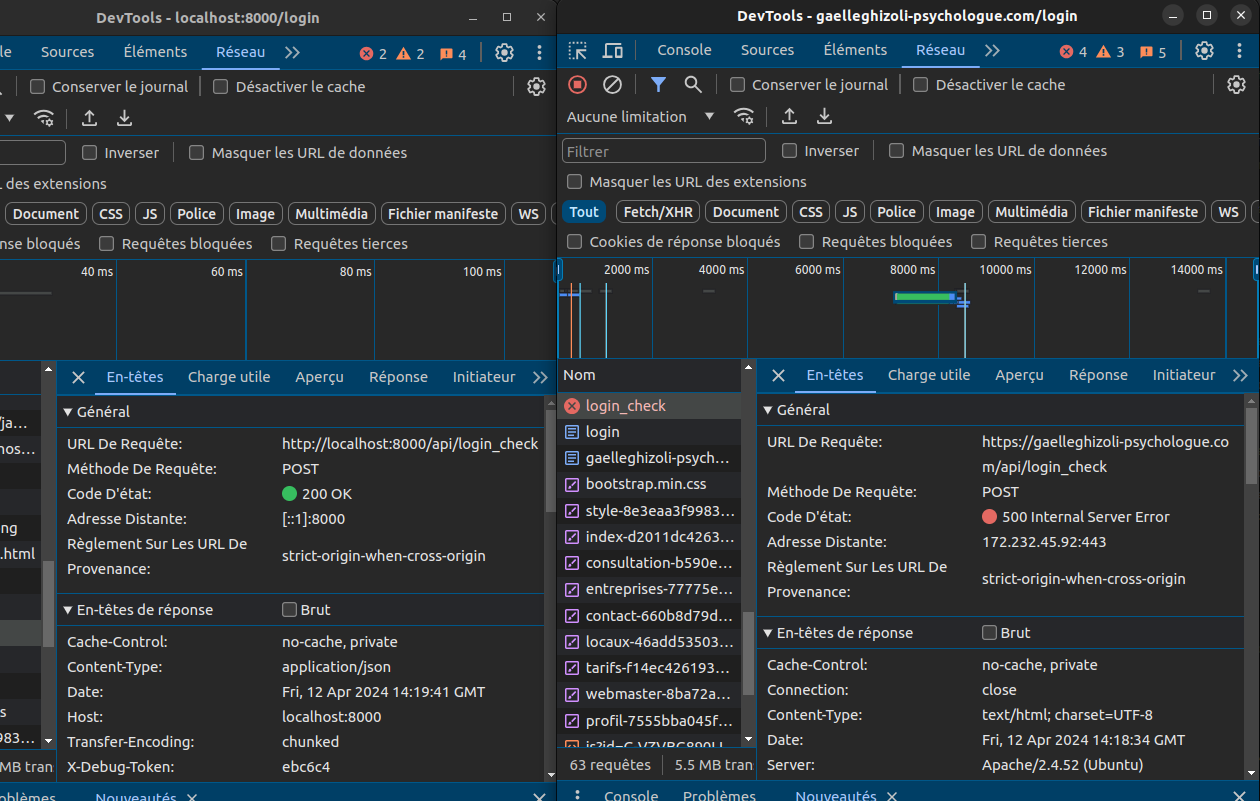 DevTools - localhost:8000/login
le Sources Éléments Réseau 2 2 4
Conserver le journal Désactiver le cache
Inverser Masquer les URL de données
des extensions
Document CSS JS Police Image Multimédia Fichier manifeste WS
nse bloqués Requêtes bloquées Requêtes tierces
40 ms 60 ms 80 ms 100 ms
En-têtes Charge utile Aperçu Réponse Initiateur
/ja...
nos...
ng
.html
s
983...
MB tran
Général
URL De Requête: http://localhost:8000/api/login_check
Méthode De Requête: POST
Code D'état: 200 OK
Adresse Distante: [::1]:8000
Règlement Sur Les URL De
Provenance:
strict-origin-when-cross-origin
En-têtes de réponse Brut
Cache-Control: no-cache, private
Content-Type: application/json
Date: Fri, 12 Apr 2024 14:19:41 GMT
Host: localhost:8000
Transfer-Encoding: chunked
X-Debug-Token: ebc6c4
oblèmes Nouveautés
DevTools - gaelleghizoli-psychologue.com/login
Console Sources Éléments Réseau 4 3 5
Conserver le journal Désactiver le cache
Aucune limitation
Filtrer Inverser Masquer les URL de données
Masquer les URL des extensions
Tout Fetch/XHR Document CSS JS Police Image Multimédia Fichier manifeste WS
Cookies de réponse bloqués Requêtes bloquées Requêtes tierces
2000 ms 4000 ms 6000 ms 8000 ms 10000 ms 12000 ms 14000 ms
Nom
login_check
login
gaelleghizoli-psych...
bootstrap.min.css
style-8e3eaa3f9983...
index-d2011dc4263...
consultation-b590e...
entreprises-77775e...
contact-660b8d79d...
locaux-46add53503...
tarifs-f14ec426193...
webmaster-8ba72a...
profil-7555bba045f...
63 requêtes 5.5 MB tran
En-têtes Charge utile Aperçu Réponse Initiateur
Général
URL De Requête: https://gaelleghizoli-psychologue.co
m/api/login_check
Méthode De Requête: POST
Code D'état: 500 Internal Server Error
Adresse Distante: 172.232.45.92:443
Règlement Sur Les URL De
Provenance:
strict-origin-when-cross-origin
En-têtes de réponse Brut
Cache-Control: no-cache, private
Connection: close
Content-Type: text/html; charset=UTF-8
Date: Fri, 12 Apr 2024 14:18:34 GMT
Server: Apache/2.4.52 (Ubuntu)
Console Problèmes Nouveautés